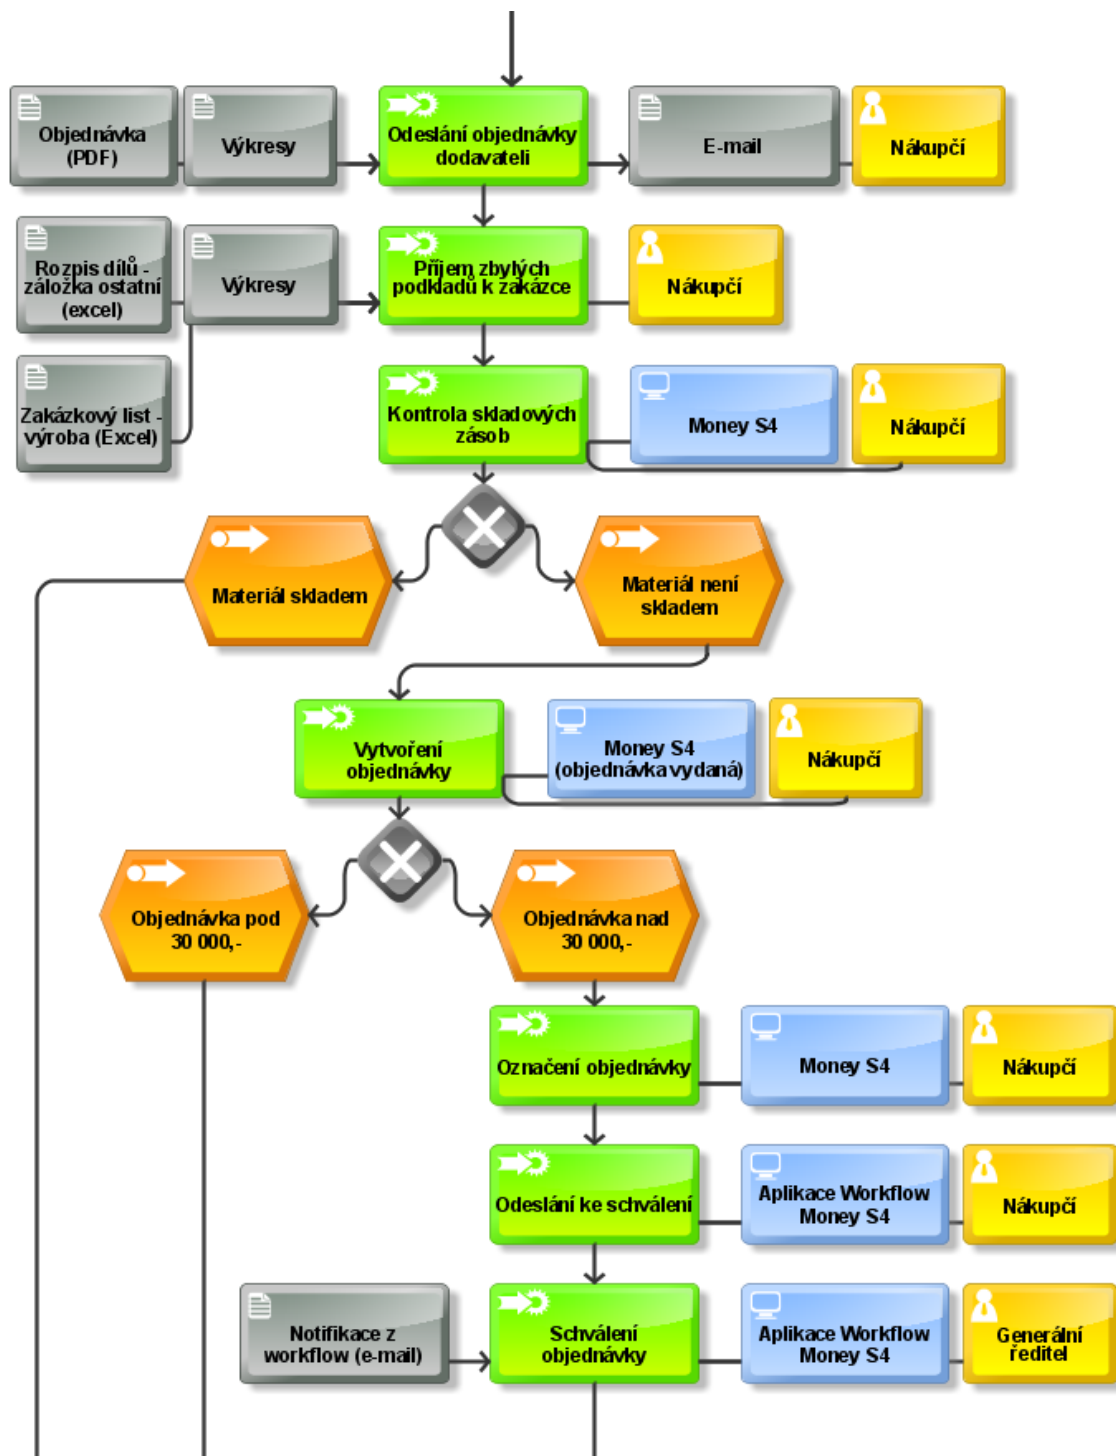 Objednávka
(PDF)
Výkresy
Odeslání objednávky
dodavateli
E-mail
Nákupčí
Rozpis dílů -
záložka ostatní
(excel)
Výkresy
Příjem zbylých
podkladů k zakázce
Nákupčí
Zakázkový list -
výroba (Excel)
Kontrola skladových
zásob
Money S4
Nákupčí
Materiál skladem
Materiál není
skladem
Vytvoření
objednávky
Money S4
(objednávka vydaná)
Nákupčí
Objednávka pod
30 000,-
Objednávka nad
30 000,-
Označení objednávky
Money S4
Nákupčí
Odeslání ke schválení
Aplikace Workflow
Money S4
Nákupčí
Notifikace z
workflow (e-mail)
Schválení
objednávky
Aplikace Workflow
Money S4
Generální
ředitel